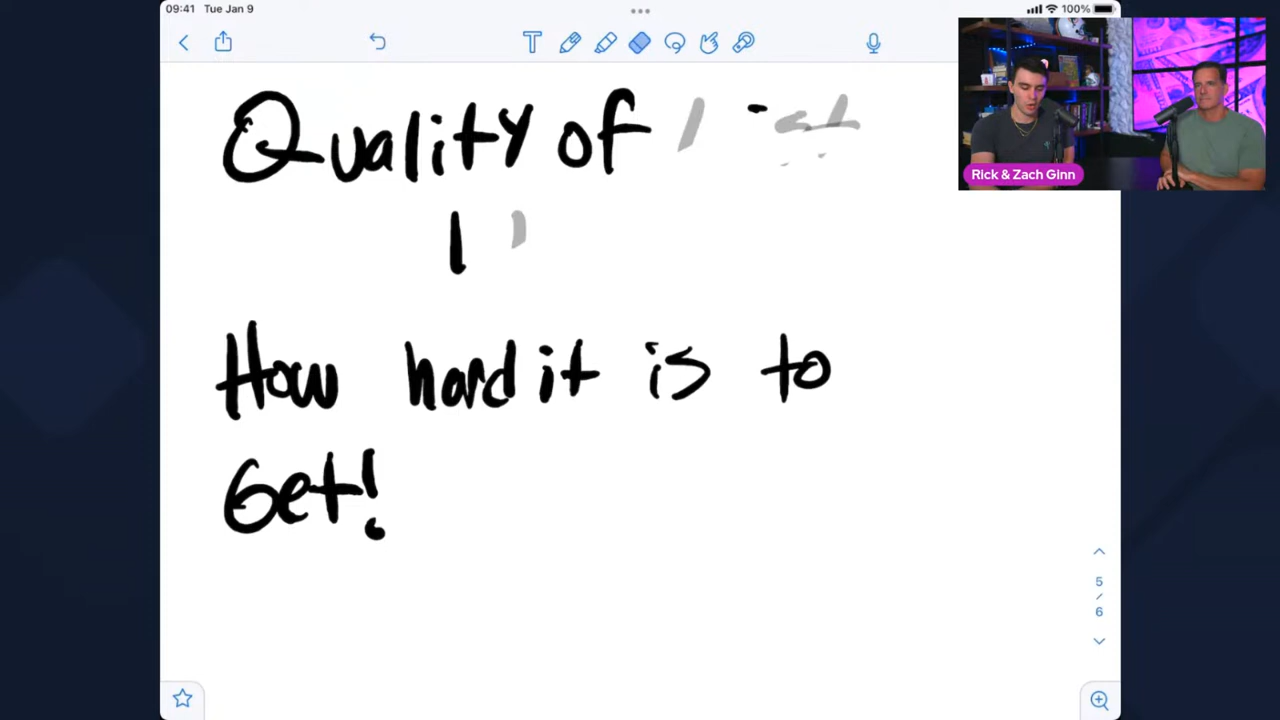 09:41 Tue Jan 9
100%
T
Rick & Zach Ginn
Quality of
How hard it is to
Get!
5
/
6